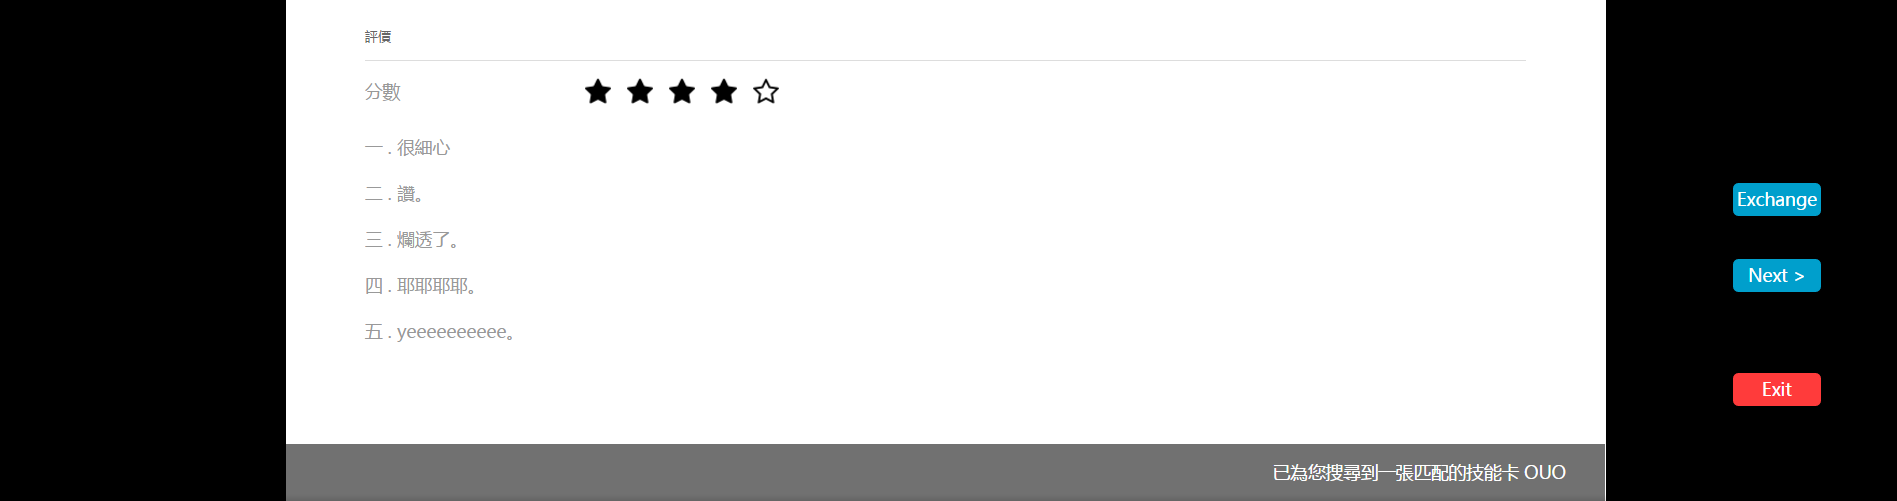 評價
分數
一 . 很細心
二 . 讚。
三 . 爛透了。
四 . 耶耶耶耶。
五 . yeeeeeeeeee。
Exchange
Next >
Exit
已為您搜尋到一張匹配的技能卡 OUO